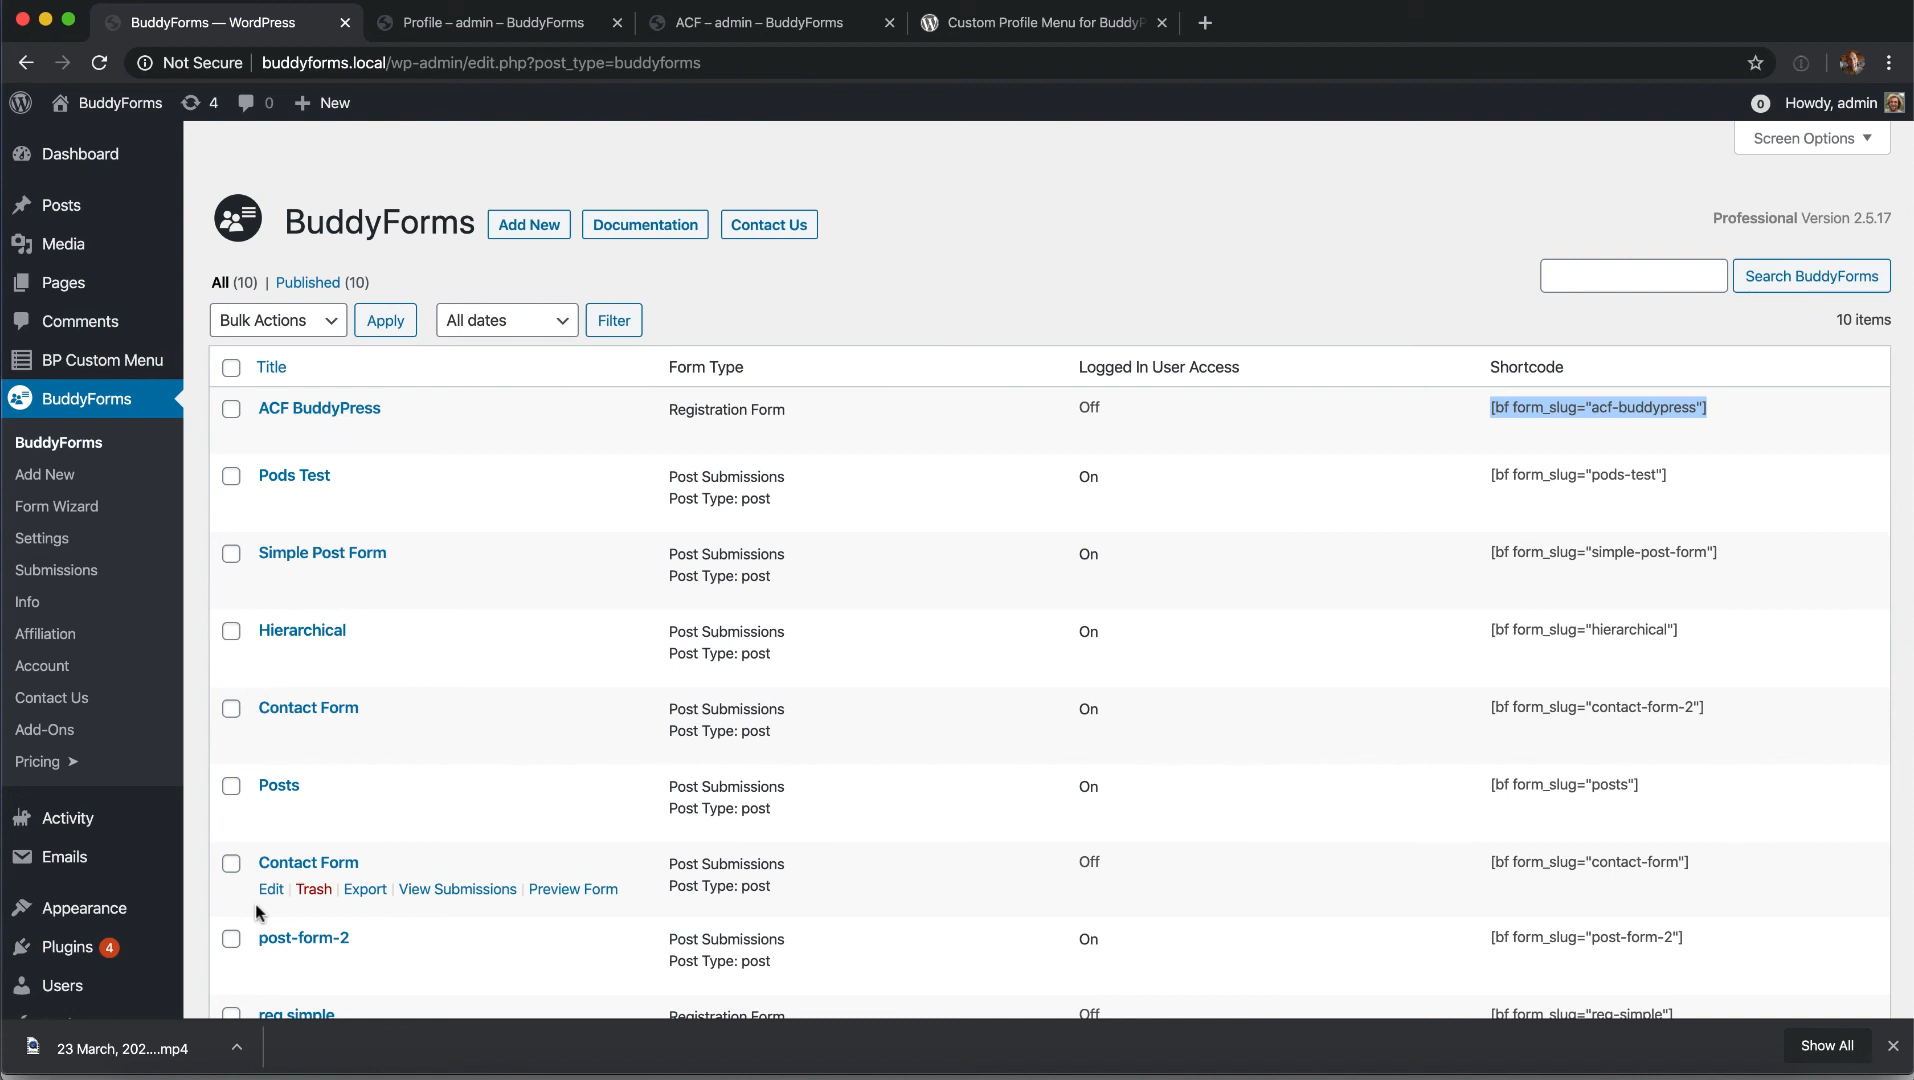 BuddyForms — WordPress
Profile – admin – BuddyForms
ACF – admin – BuddyForms
Custom Profile Menu for BuddyP
Not Secure
buddyforms.local/wp-admin/edit.php?post_type=buddyforms
BuddyForms
4
0
New
0
Howdy, admin
Screen Options
Dashboard
Posts
Media
Pages
Comments
BP Custom Menu
BuddyForms
BuddyForms
Add New
Form Wizard
Settings
Submissions
Info
Affiliation
Account
Contact Us
Add-Ons
Pricing ➤
Activity
Emails
Appearance
Plugins 4
Users
BuddyForms
Add New
Documentation
Contact Us
Professional Version 2.5.17
All (10) | Published (10)
Search BuddyForms
Bulk Actions
Apply
All dates
Filter
10 items
Title
Form Type
Logged In User Access
Shortcode
ACF BuddyPress
Registration Form
Off
[bf form_slug="acf-buddypress"]
Pods Test
Post Submissions
Post Type: post
On
[bf form_slug="pods-test"]
Simple Post Form
Post Submissions
Post Type: post
On
[bf form_slug="simple-post-form"]
Hierarchical
Post Submissions
Post Type: post
On
[bf form_slug="hierarchical"]
Contact Form
Post Submissions
Post Type: post
On
[bf form_slug="contact-form-2"]
Posts
Post Submissions
Post Type: post
On
[bf form_slug="posts"]
Contact Form
Edit | Trash | Export | View Submissions | Preview Form
Post Submissions
Post Type: post
Off
[bf form_slug="contact-form"]
post-form-2
Post Submissions
Post Type: post
On
[bf form_slug="post-form-2"]
reg simple
Registration Form
Off
[bf form_slug="reg-simple"]
23 March, 202....mp4
Show All